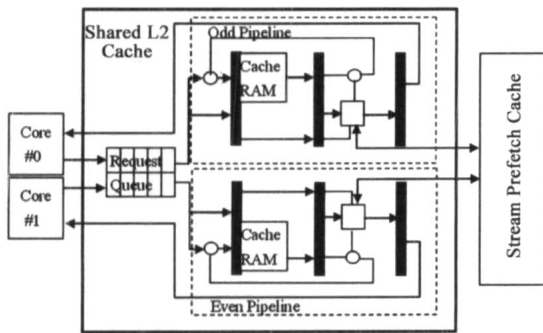 Shared L2
Cache
Odd Pipeline
Cache
RAM
Core
#0
Request
Queue
Core
#1
Cache
RAM
Even Pipeline
Stream Prefetch Cache